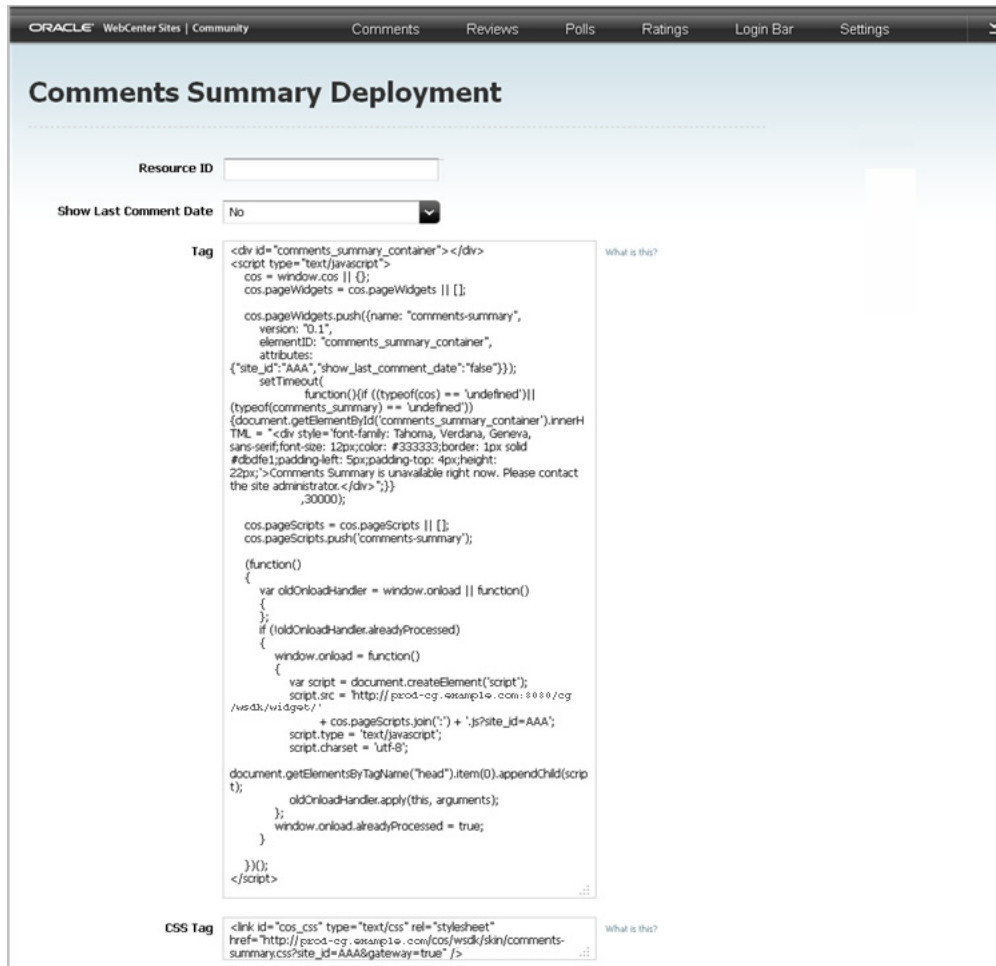 ORACLE WebCenter Sites | Community Comments Reviews Polls Ratings Login Bar Settings
Comments Summary Deployment
Resource ID
Show Last Comment Date No
Tag
What is this?
<div id="comments_summary_container"></div>
<script type="text/javascript">
cos = window.cos || {};
cos.pageWidgets = cos.pageWidgets || [];
cos.pageWidgets.push({name: "comments-summary",
version: "0.1",
elementID: "comments_summary_container",
attributes:
{"site_id":"AAA","show_last_comment_date":"false"}});
setTimeout(
function(){if ((typeof(cos) == 'undefined')||
(typeof(comments_summary) == 'undefined'))
{document.getElementById('comments_summary_container').innerH
TML = "<div style='font-family: Tahoma, Verdana, Geneva,
sans-serif;font-size: 12px;color: #333333;border: 1px solid
#dbdfe1;padding-left: 5px;padding-top: 4px;height:
22px;'>Comments Summary is unavailable right now. Please contact
the site administrator.</div>";}}
,30000);
cos.pageScripts = cos.pageScripts || [];
cos.pageScripts.push('comments-summary');
(function()
{
var oldOnloadHandler = window.onload || function()
{
};
if (!oldOnloadHandler.alreadyProcessed)
{
window.onload = function()
{
var script = document.createElement('script');
script.src = 'http://prod-cg.example.com:8080/cg
/wsdk/widget/'
+ cos.pageScripts.join(':') + '.js?site_id=AAA';
script.type = 'text/javascript';
script.charset = 'utf-8';
document.getElementsByTagName("head").item(0).appendChild(scrip
t);
oldOnloadHandler.apply(this, arguments);
};
window.onload.alreadyProcessed = true;
}
})();
</script>
CSS Tag
What is this?
<link id="cos_css" type="text/css" rel="stylesheet"
href="http://prod-cg.example.com/cos/wsdk/skin/comments-
summary.css?site_id=AAA&gateway=true" />